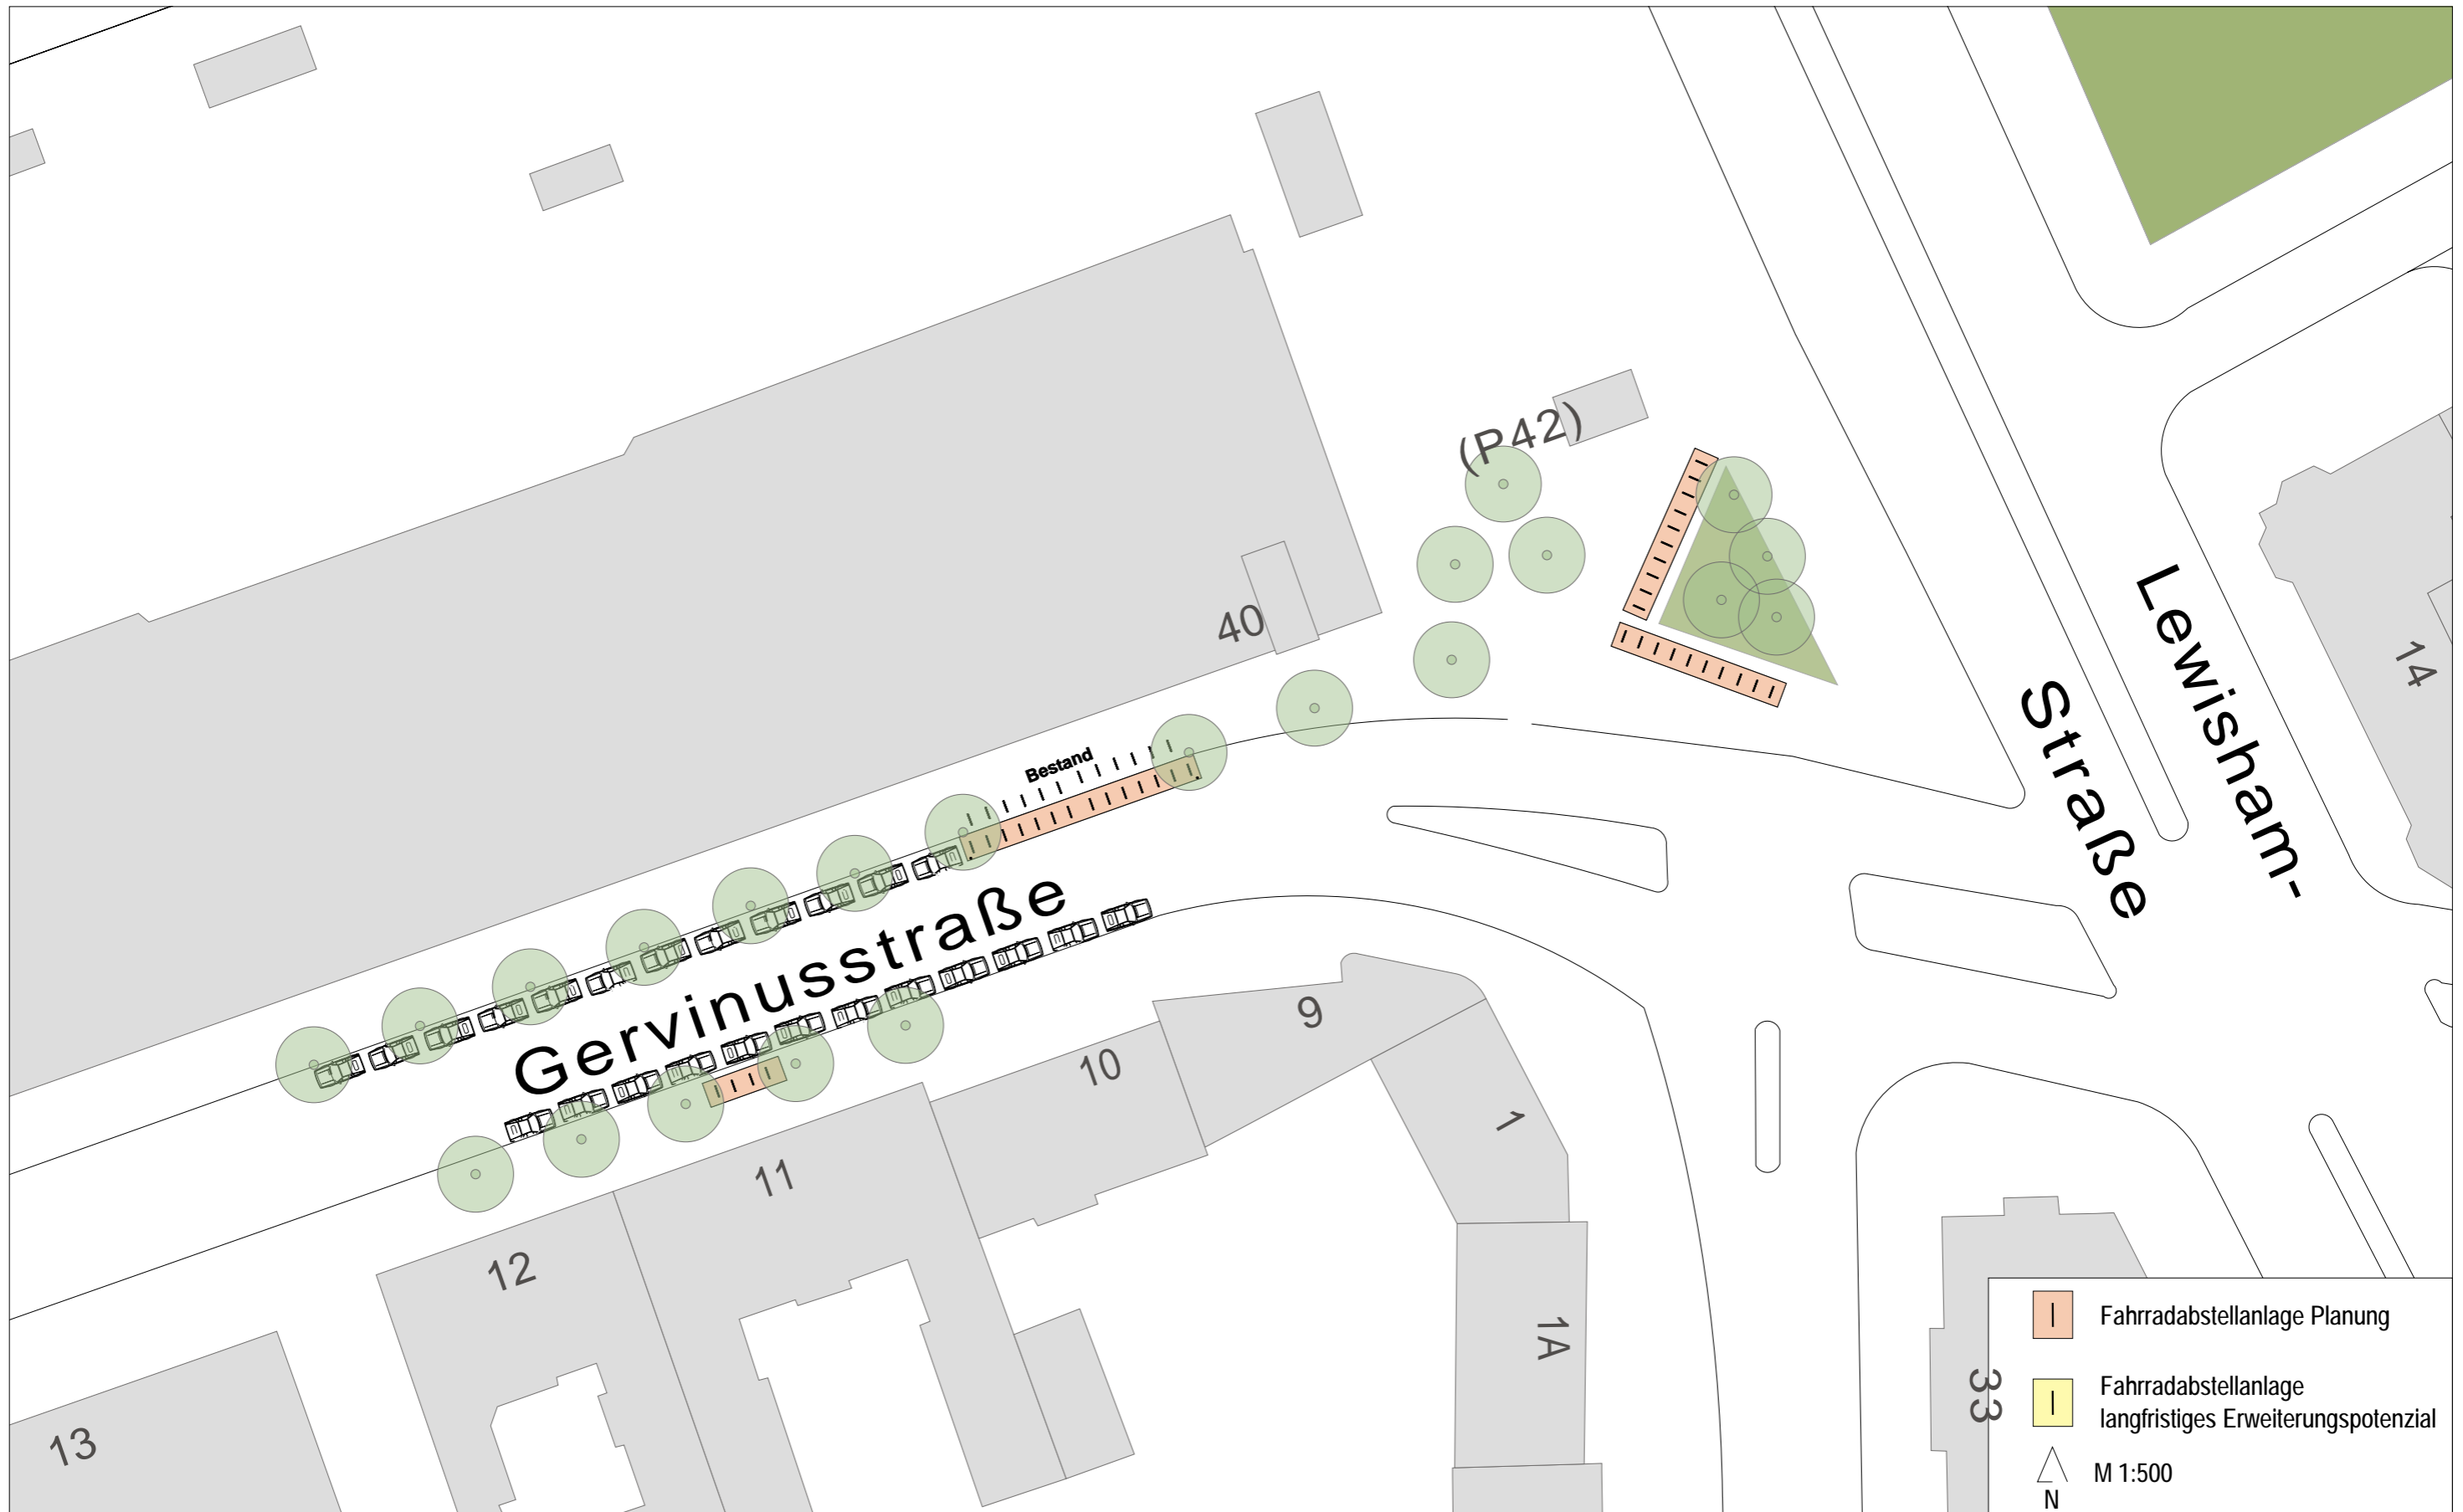 (P42)
40
Bestand
Gervinusstraße
Lewisham-
Straße
14
9
10
1
11
12
1A
13
33
Fahrradabstellanlage Planung
Fahrradabstellanlage
langfristiges Erweiterungspotenzial
M 1:500
N